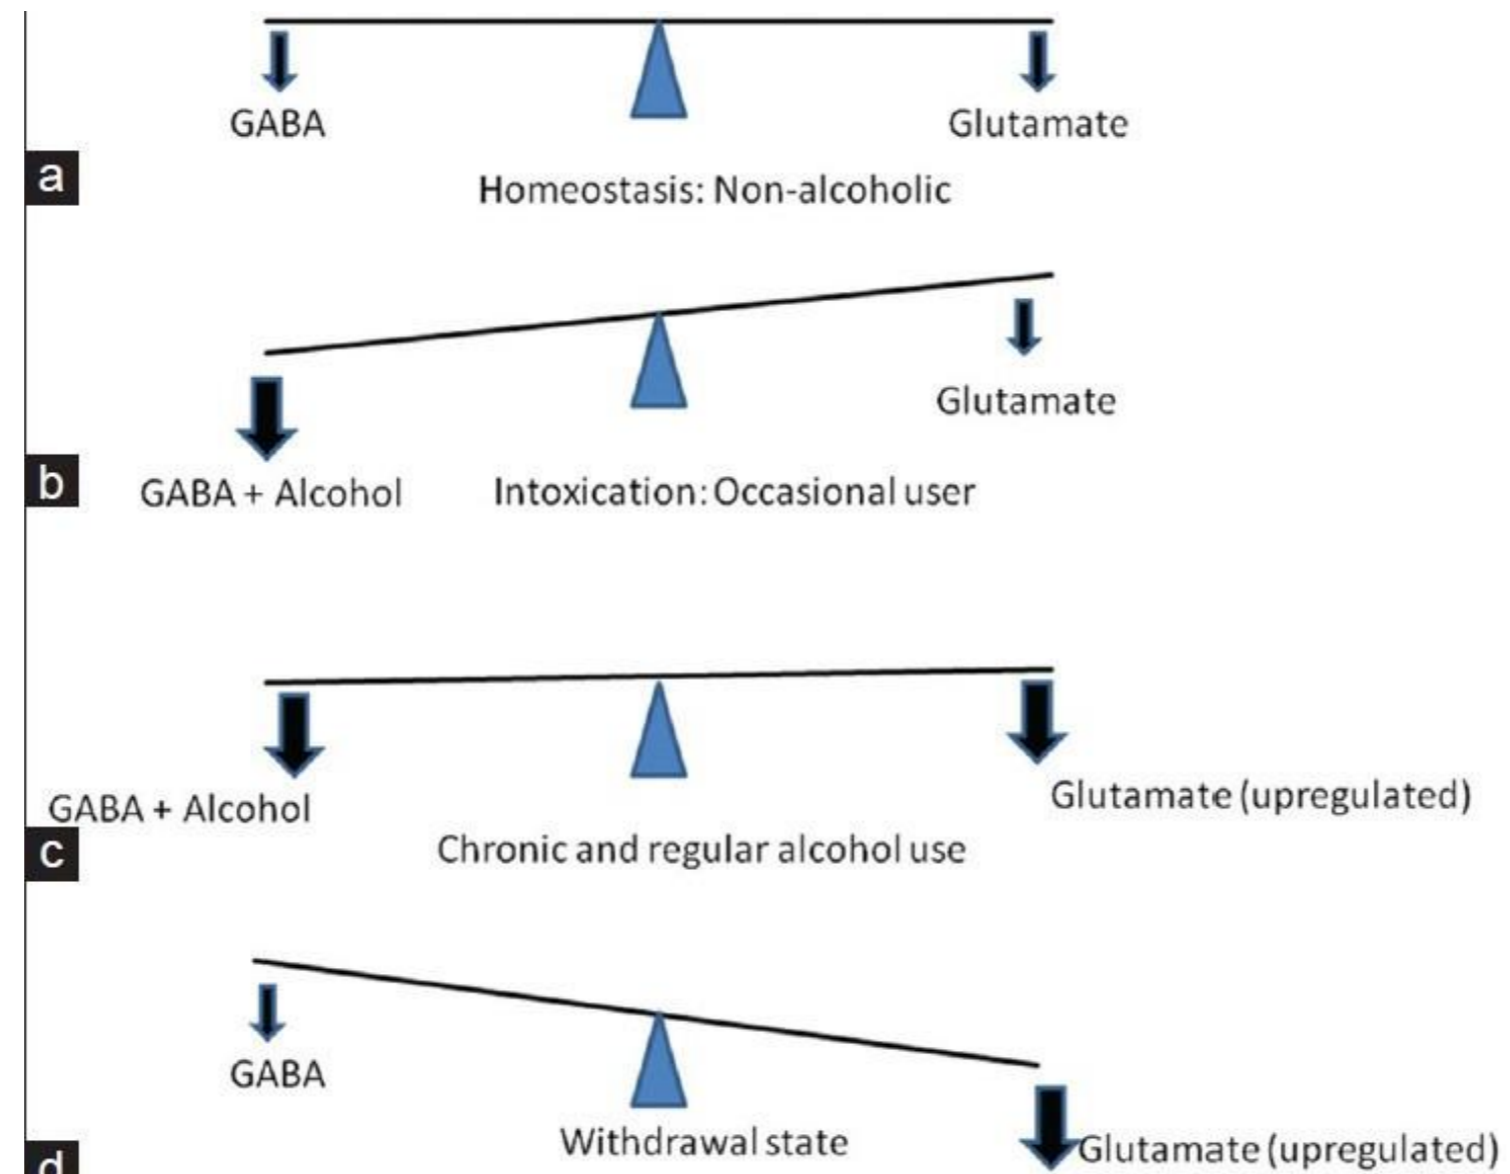 GABA
Glutamate
a
Homeostasis: Non-alcoholic
Glutamate
b
GABA + Alcohol
Intoxication: Occasional user
GABA + Alcohol
Glutamate (upregulated)
c
Chronic and regular alcohol use
GABA
Withdrawal state
Glutamate (upregulated)
d